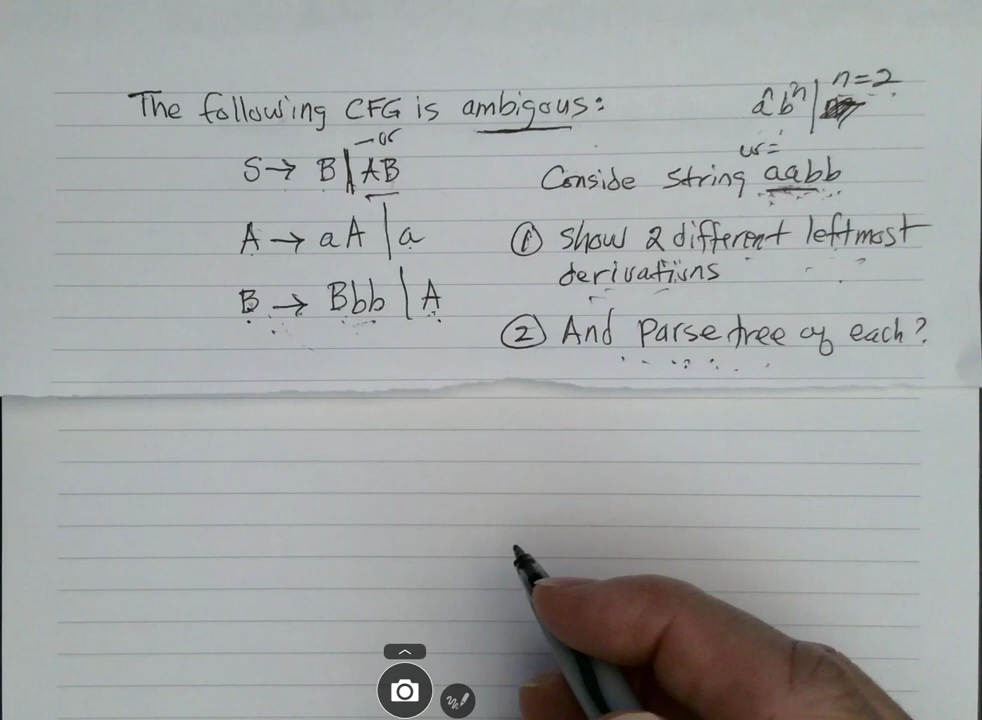 The following CFG is ambigous:
S → B | AB
— or
A → aA | a
B → Bbb | A
aⁿbⁿ | n=2
w=
Conside string aabb
① Show 2 different leftmost
derivations
② And Parse tree of each?